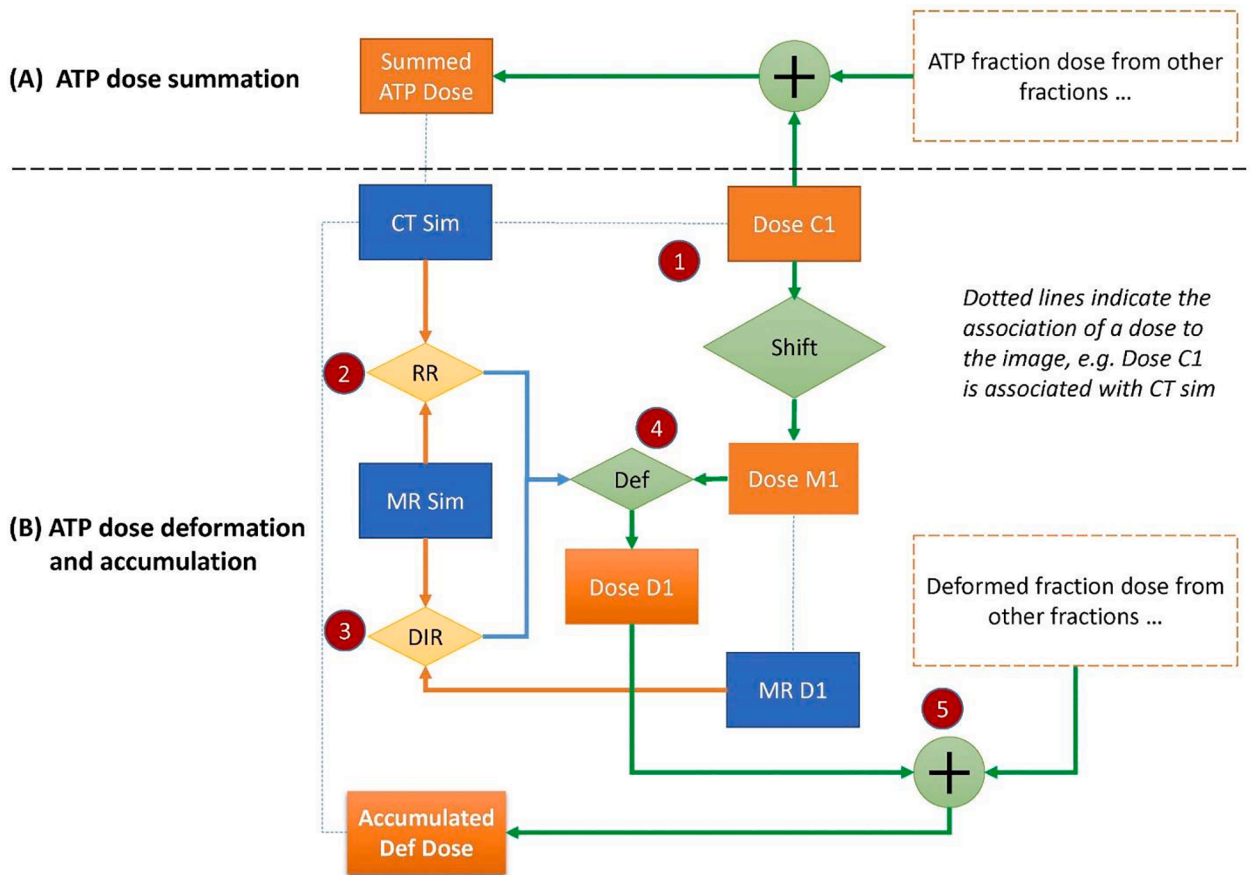 (A) ATP dose summation
Summed
ATP Dose
+
ATP fraction dose from other
fractions ...
CT Sim
Dose C1
1
Shift
Dotted lines indicate the
association of a dose to
the image, e.g. Dose C1
is associated with CT sim
2
RR
4
MR Sim
Def
Dose M1
(B) ATP dose deformation
and accumulation
Dose D1
Deformed fraction dose from
other fractions ...
3
DIR
MR D1
5
+
Accumulated
Def Dose